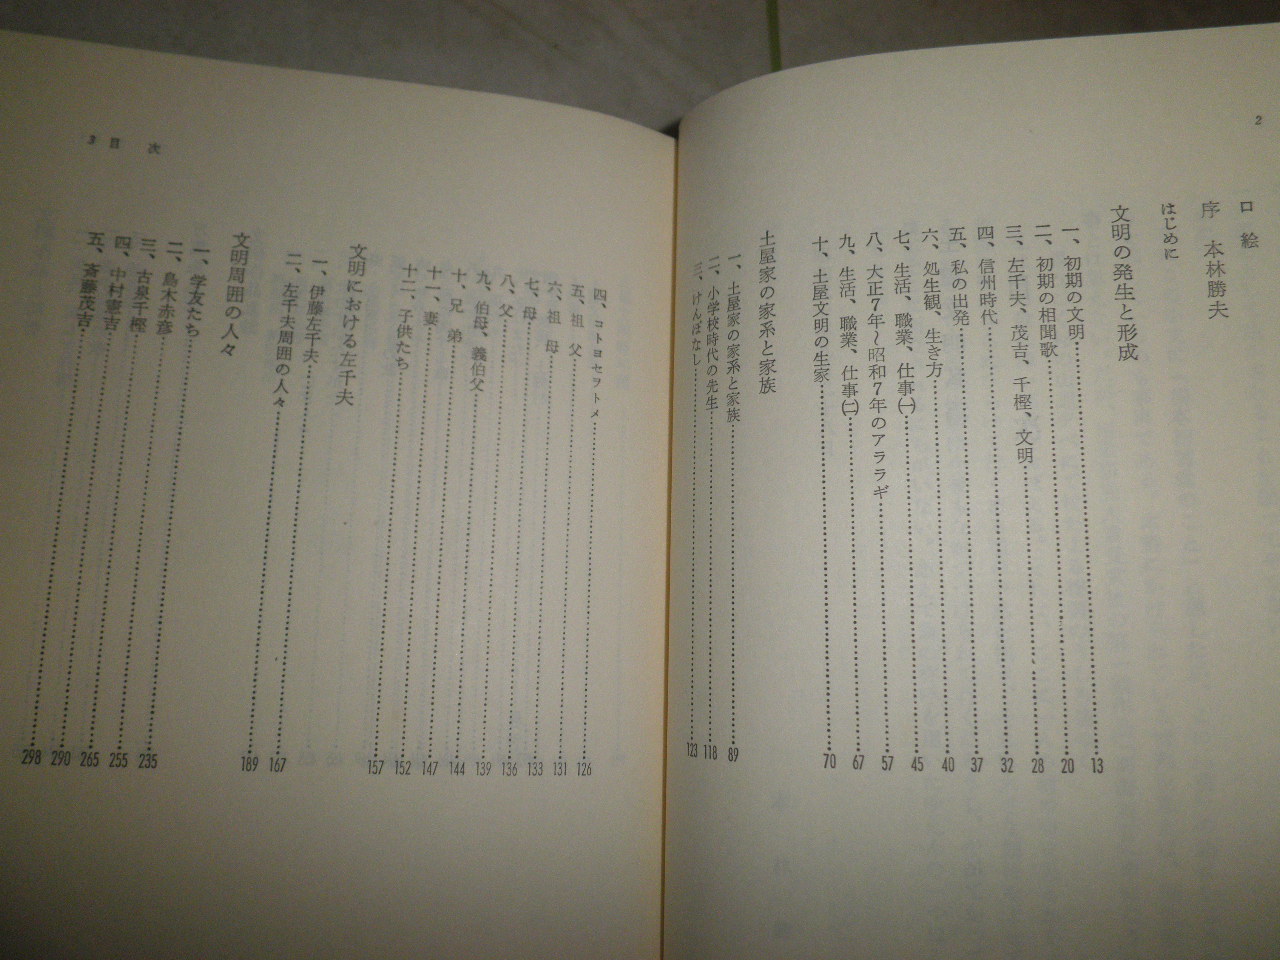 2
口絵
序　本林勝夫
はじめに
文明の発生と形成
一、初期の文明……13
二、初期の相聞歌……20
三、左千夫、茂吉、千樫、文明……28
四、信州時代……32
五、私の出発……37
六、処生観、生き方……40
七、生活、職業、仕事㈠……45
八、大正7年～昭和7年のアララギ……57
九、生活、職業、仕事㈡……67
十、土屋文明の生家……70
土屋家の家系と家族
一、土屋家の家系と家族……89
二、小学校時代の先生……118
三、けんぽなし……123
3　目　次
四、コトヨセヲトメ……126
五、祖　父……131
六、祖　母……133
七、母……136
八、父……139
九、伯母、義伯父……144
十、兄　弟……147
十一、妻……152
十二、子供たち……157
文明における左千夫
一、伊藤左千夫……167
二、左千夫周囲の人々……189
文明周囲の人々
一、学友たち……235
二、島木赤彦……255
三、古泉千樫……265
四、中村憲吉……290
五、斎藤茂吉……298